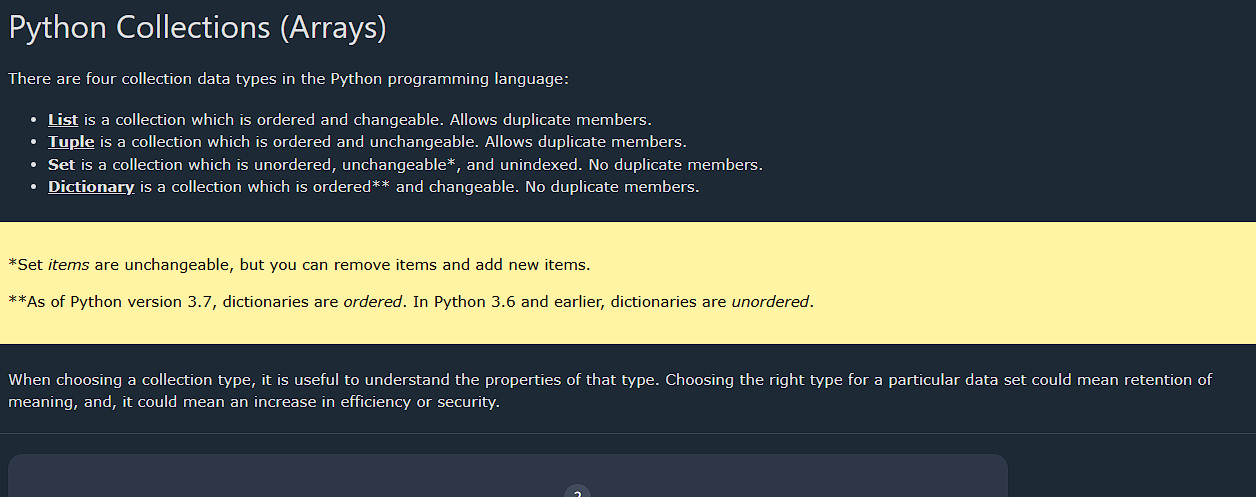 Python Collections (Arrays)
There are four collection data types in the Python programming language:
• List is a collection which is ordered and changeable. Allows duplicate members.
• Tuple is a collection which is ordered and unchangeable. Allows duplicate members.
• Set is a collection which is unordered, unchangeable*, and unindexed. No duplicate members.
• Dictionary is a collection which is ordered** and changeable. No duplicate members.
*Set items are unchangeable, but you can remove items and add new items.
**As of Python version 3.7, dictionaries are ordered. In Python 3.6 and earlier, dictionaries are unordered.
When choosing a collection type, it is useful to understand the properties of that type. Choosing the right type for a particular data set could mean retention of
meaning, and, it could mean an increase in efficiency or security.